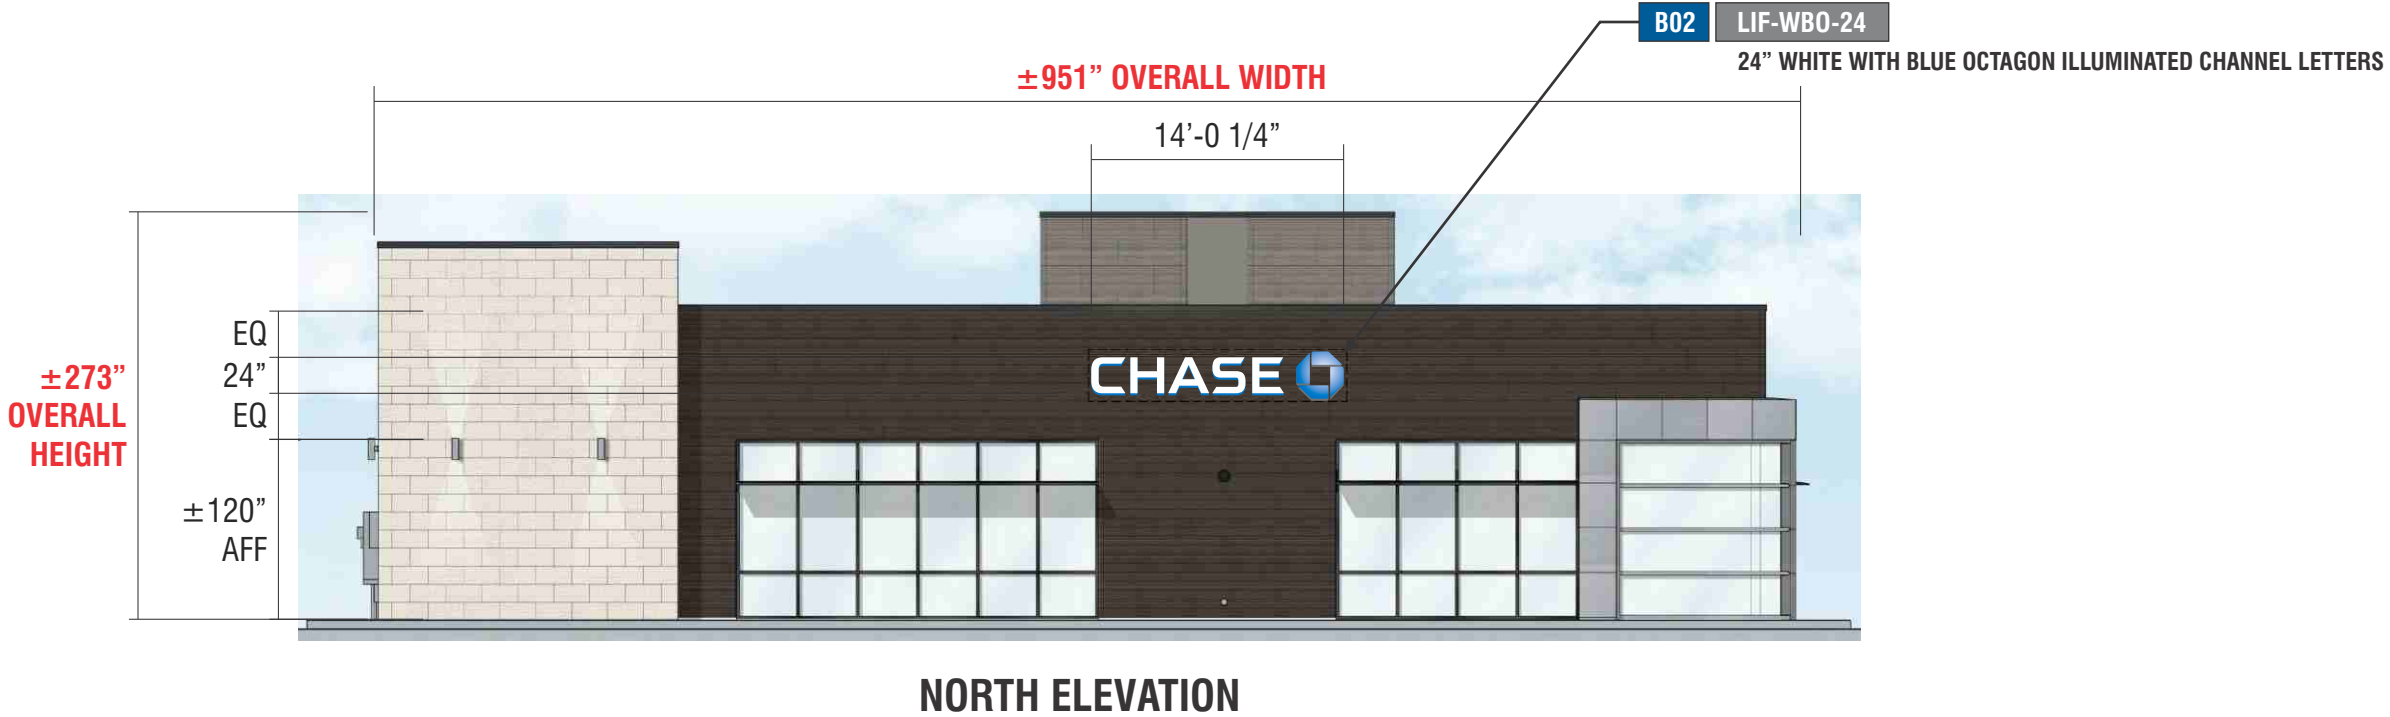 B02 LIF-WBO-24
24” WHITE WITH BLUE OCTAGON ILLUMINATED CHANNEL LETTERS
±951” OVERALL WIDTH
14’-0 1/4”
EQ
24”
EQ
±273”
OVERALL
HEIGHT
±120”
AFF
CHASE
NORTH ELEVATION